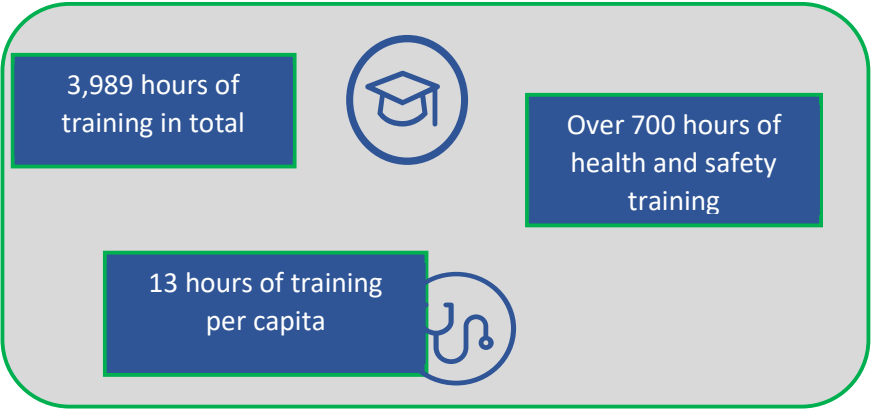 3,989 hours of
training in total
Over 700 hours of
health and safety
training
13 hours of training
per capita